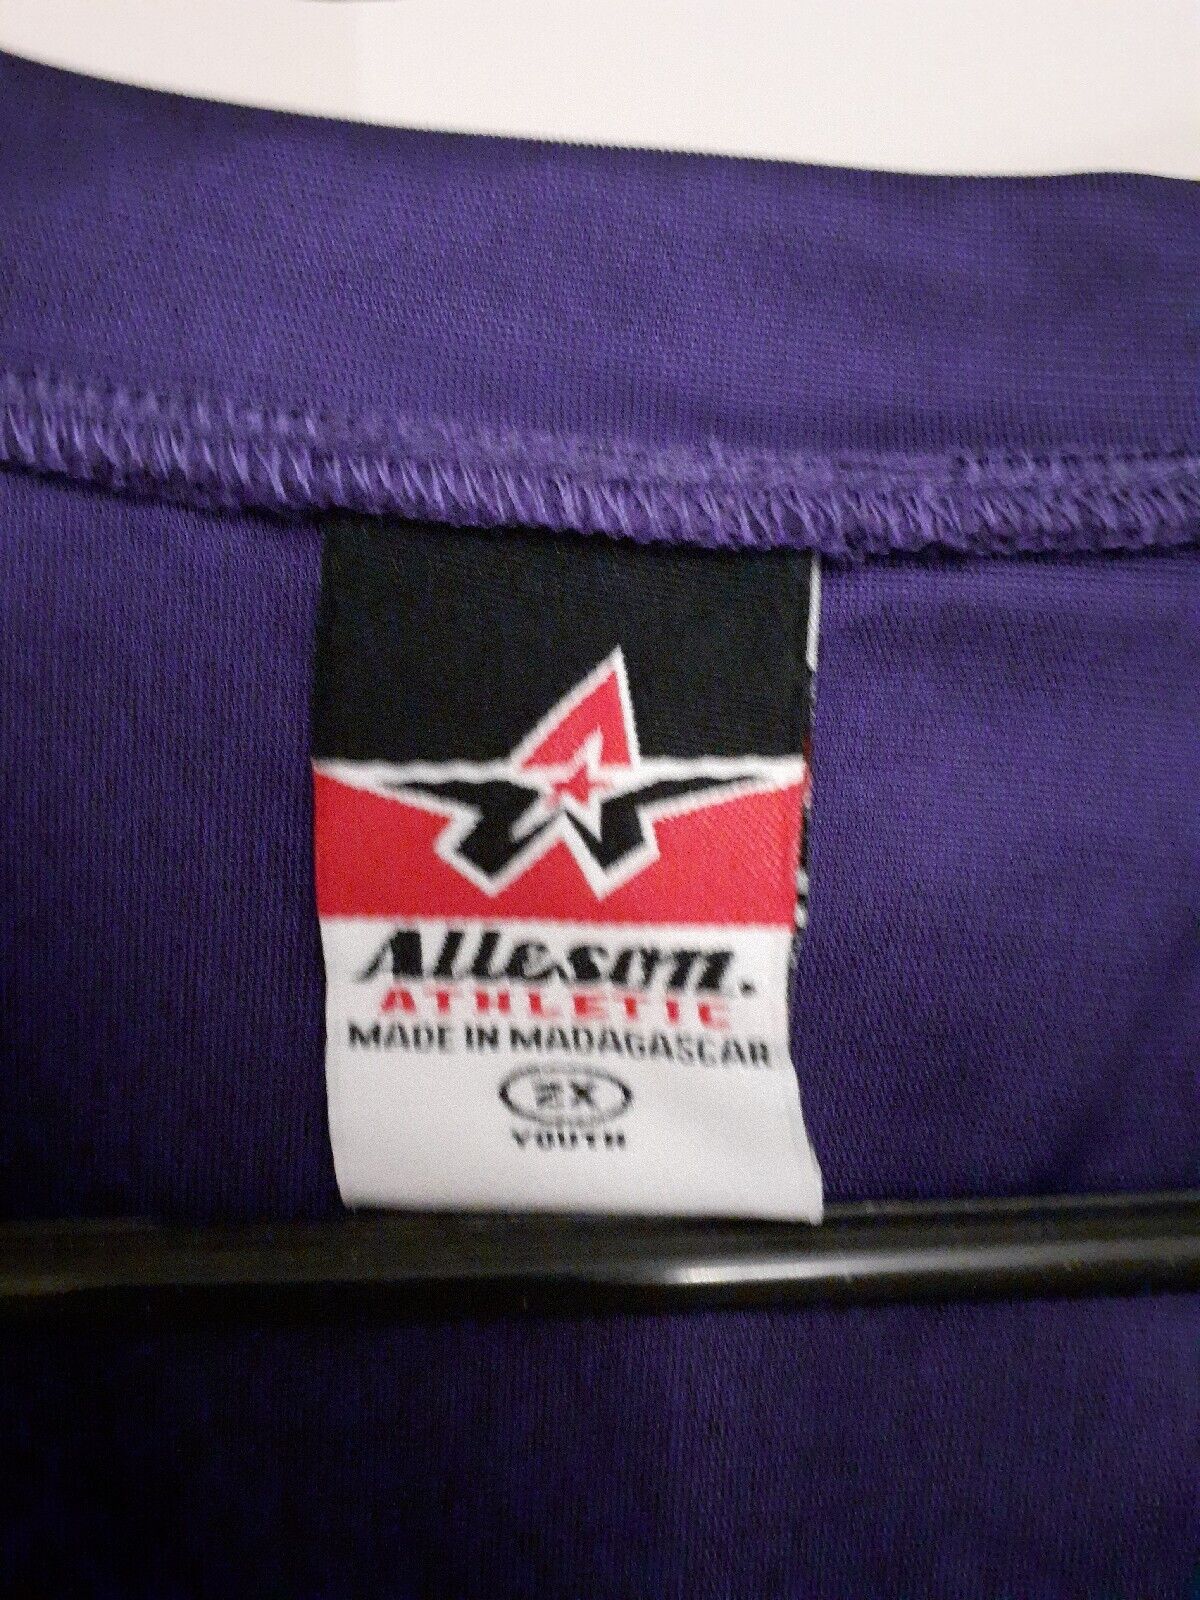 Alleson.
ATHLETIC
MADE IN MADAGASCAR
2X
YOUTH